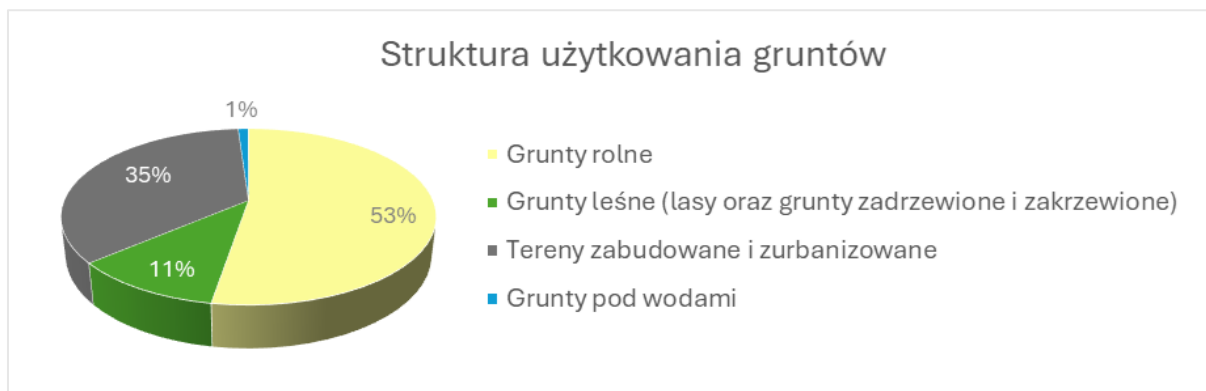 Struktura użytkowania gruntów
1%
35%
53%
11%
Grunty rolne
Grunty leśne (lasy oraz grunty zadrzewione i zakrzewione)
Tereny zabudowane i zurbanizowane
Grunty pod wodami